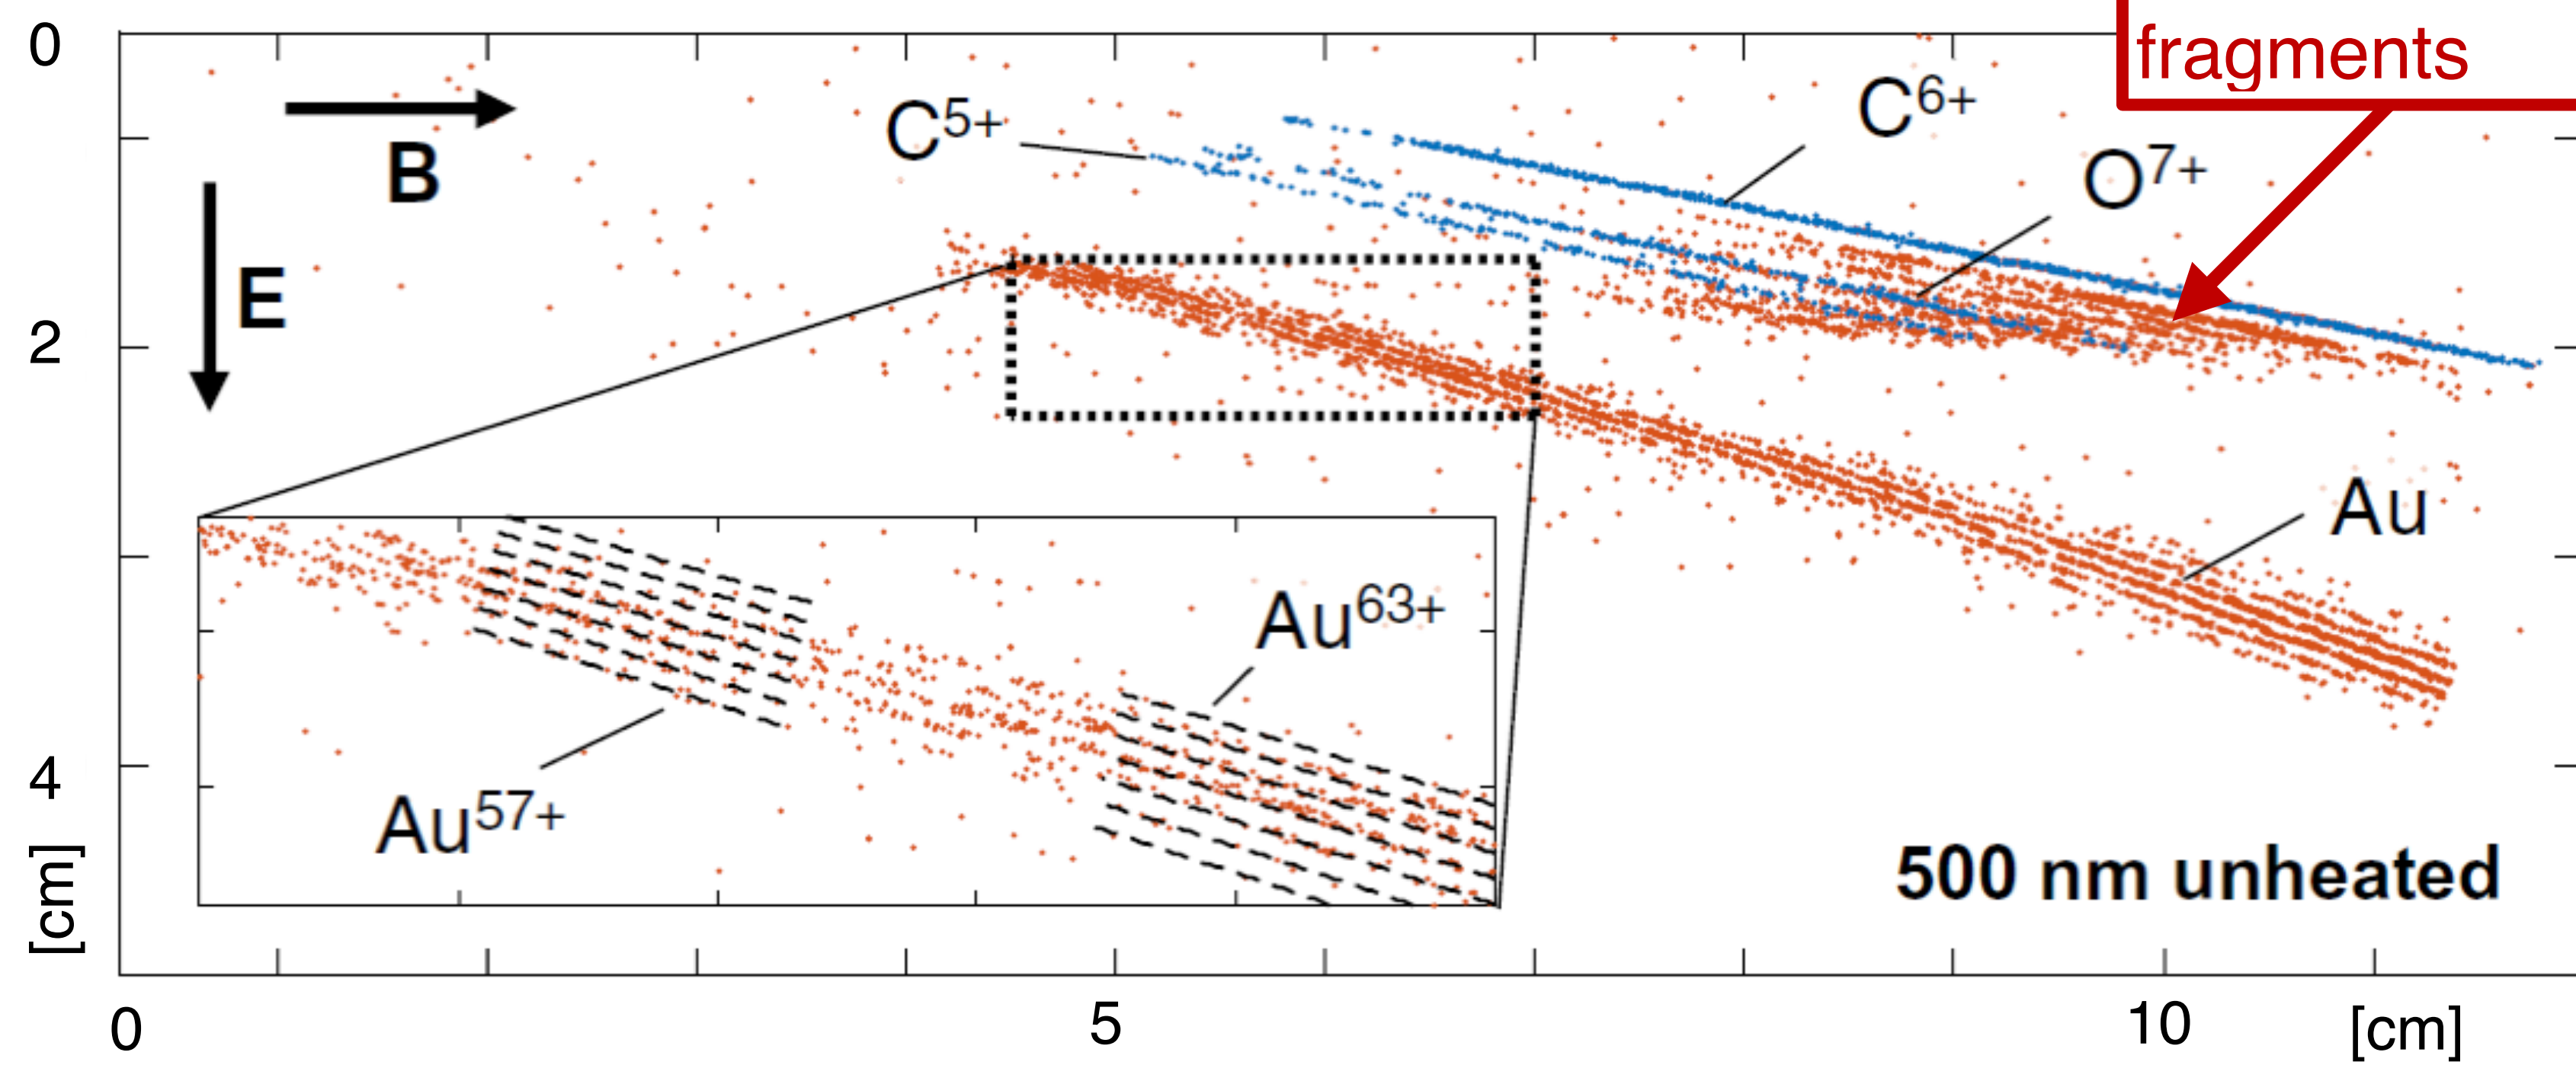 0
fragments
C6+
C5+
B
O7+
E
2
Au
Au63+
4
Au57+
500 nm unheated
[cm]
0
5
10
[cm]